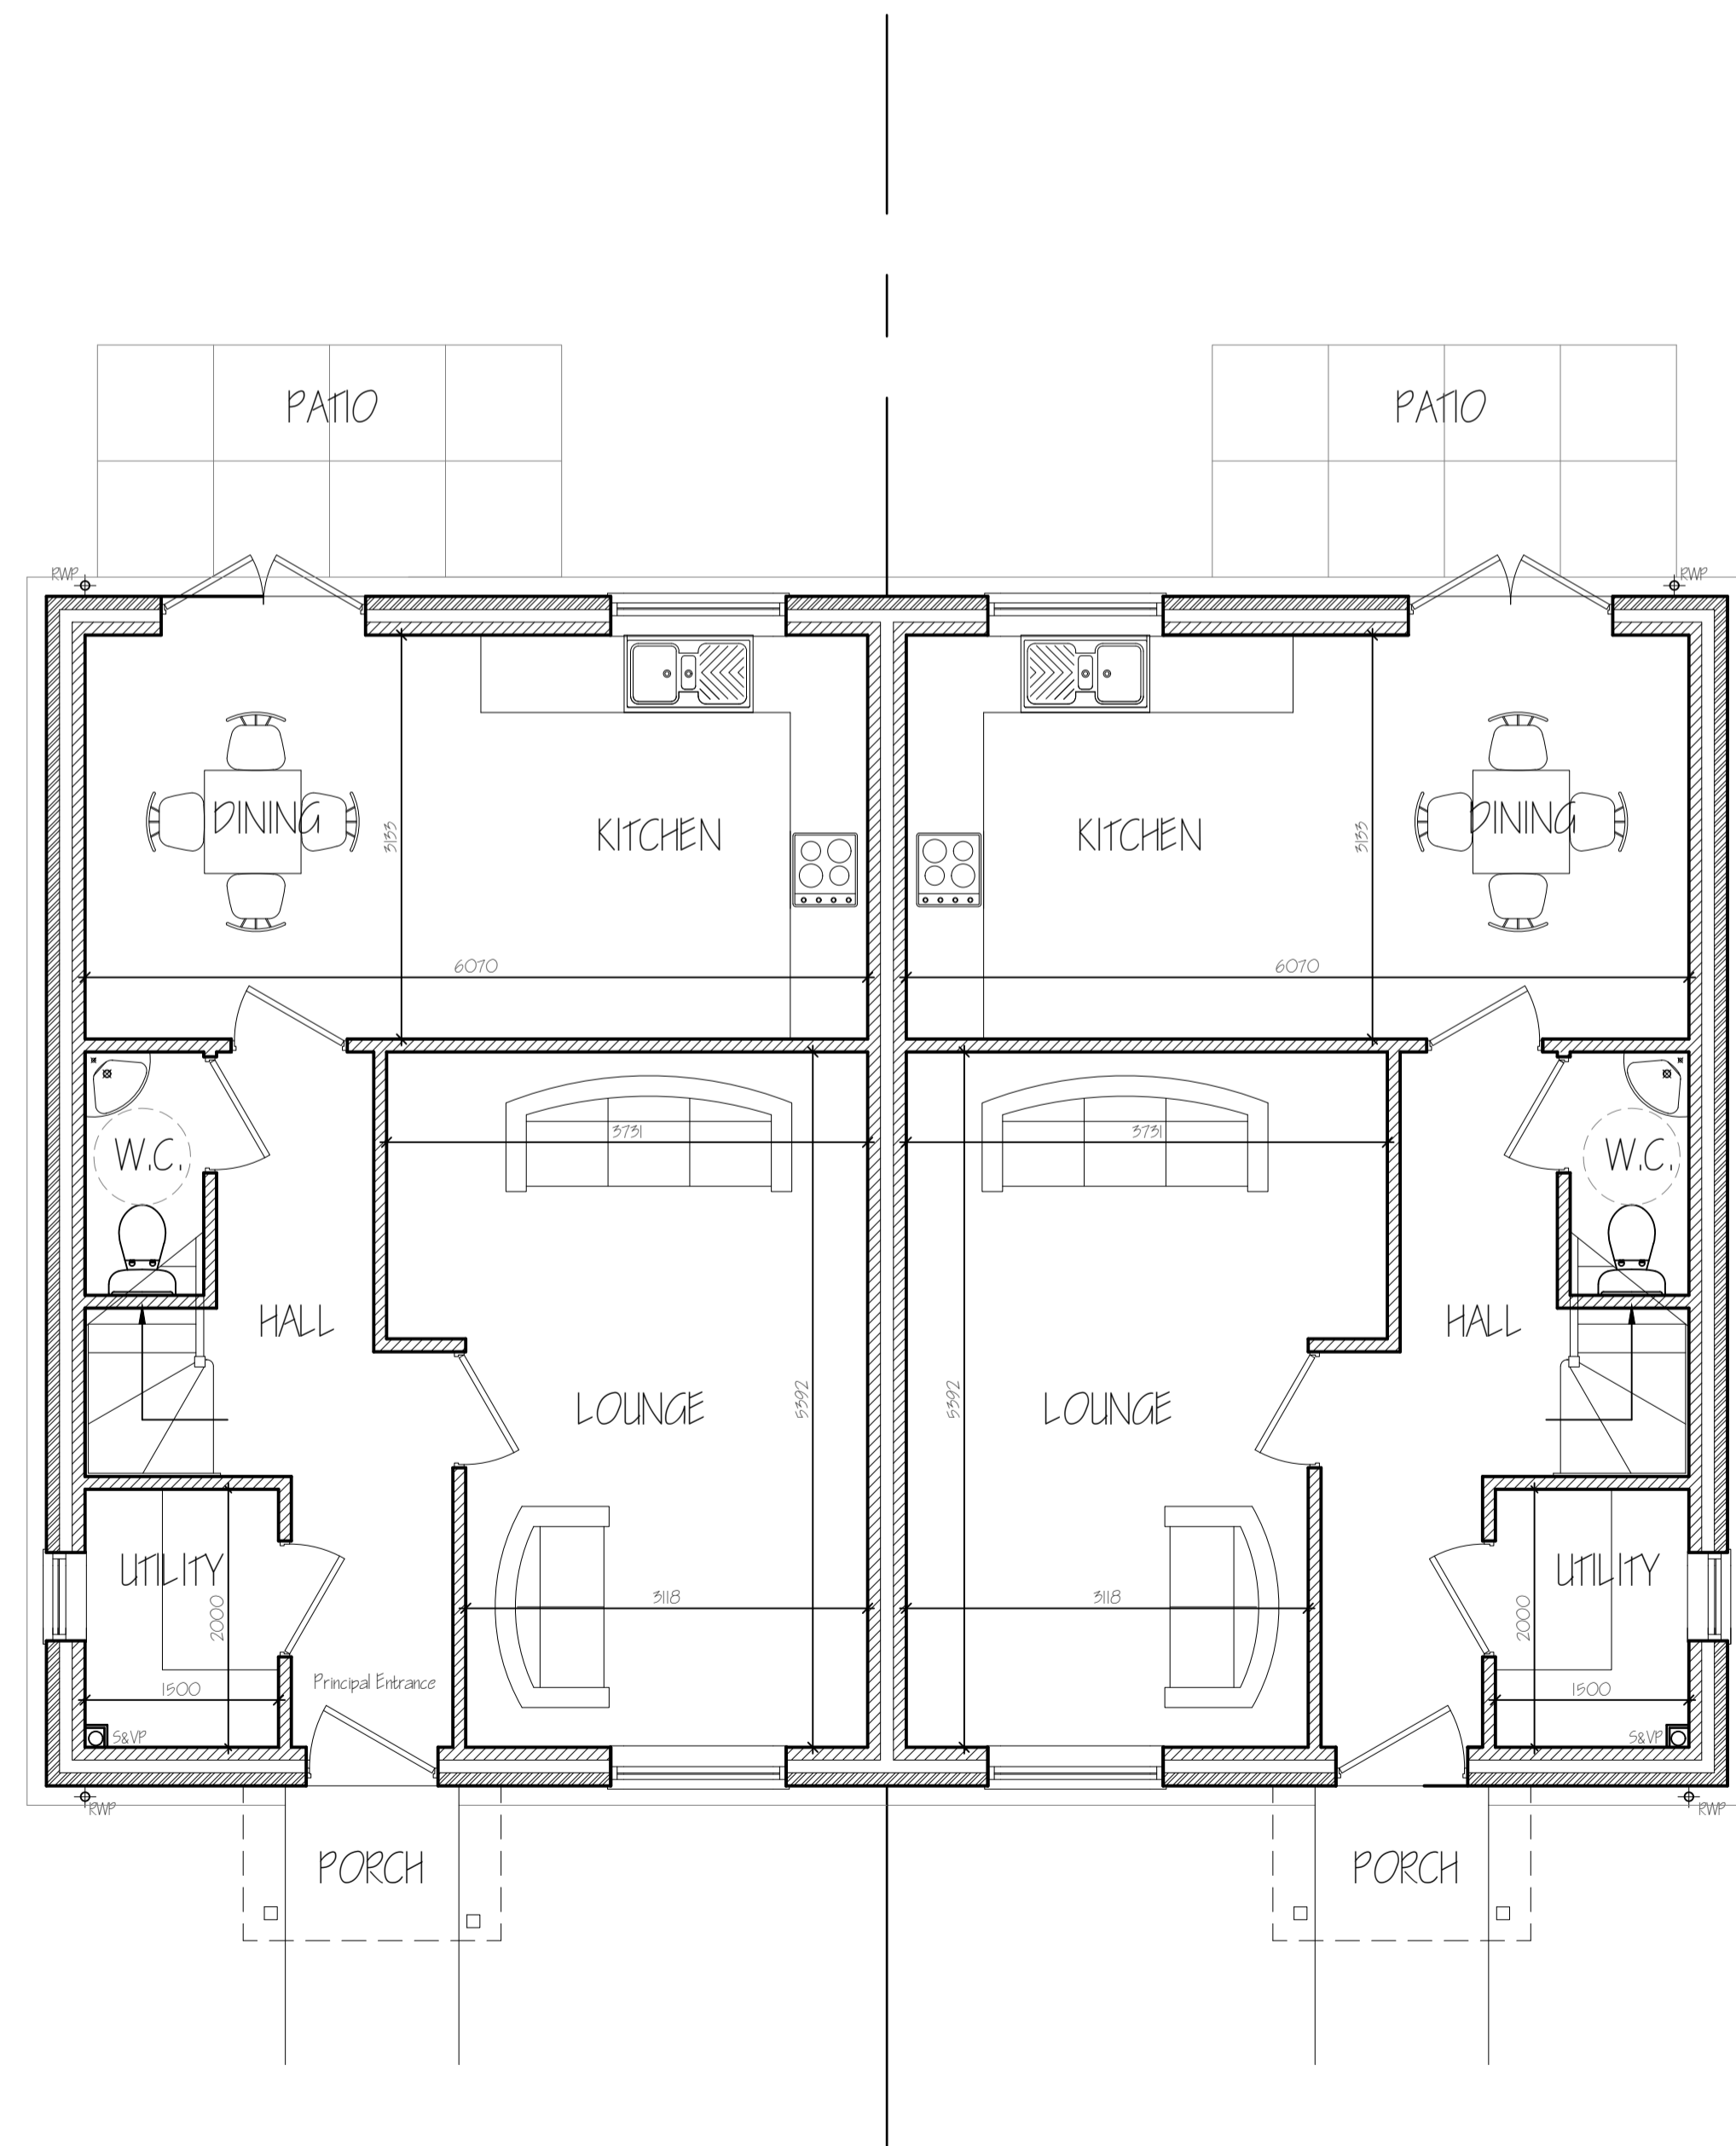 PATIO
PATIO
RWP
RWP
DINING
KITCHEN
KITCHEN
DINING
3133
3133
6070
6070
3731
3731
W.C.
W.C.
HALL
HALL
LOUNGE
5392
5392
LOUNGE
UTILITY
UTILITY
2000
3118
3118
2000
Principal Entrance
1500
1500
S&VP
S&VP
RWP
RWP
PORCH
PORCH